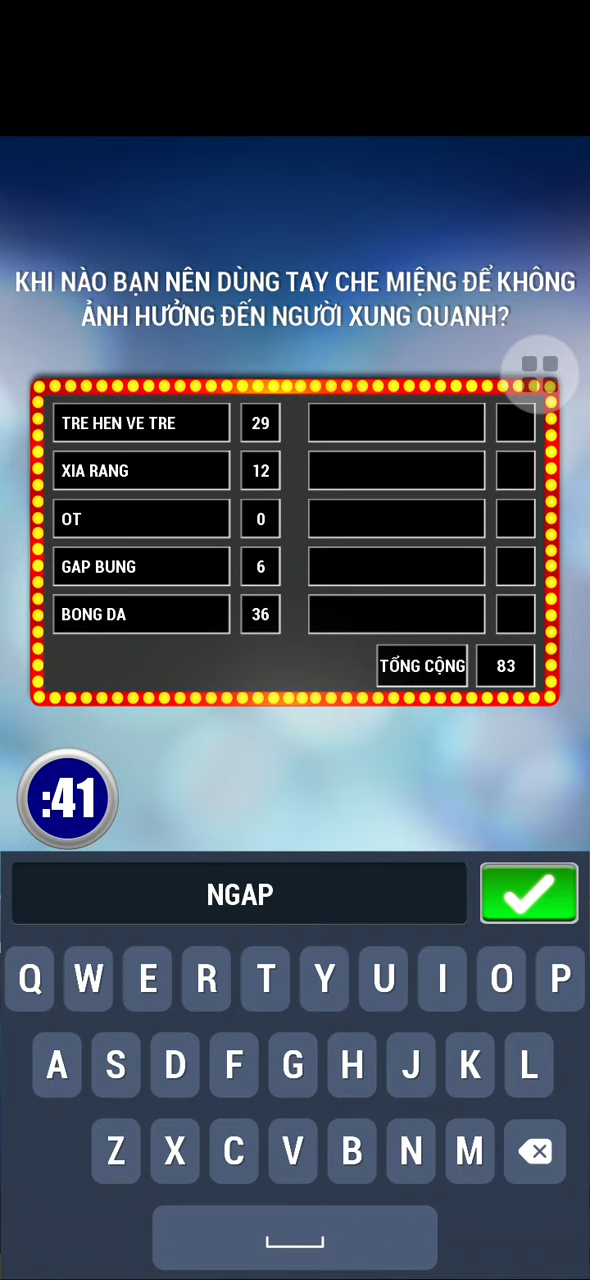 KHI NÀO BẠN NÊN DÙNG TAY CHE MIỆNG ĐỂ KHÔNG
ẢNH HƯỞNG ĐẾN NGƯỜI XUNG QUANH?
TRE HEN VE TRE 29
XIA RANG 12
OT 0
GAP BUNG 6
BONG DA 36
TỔNG CỘNG 83
:41
NGAP
Q W E R T Y U I O P
A S D F G H J K L
Z X C V B N M